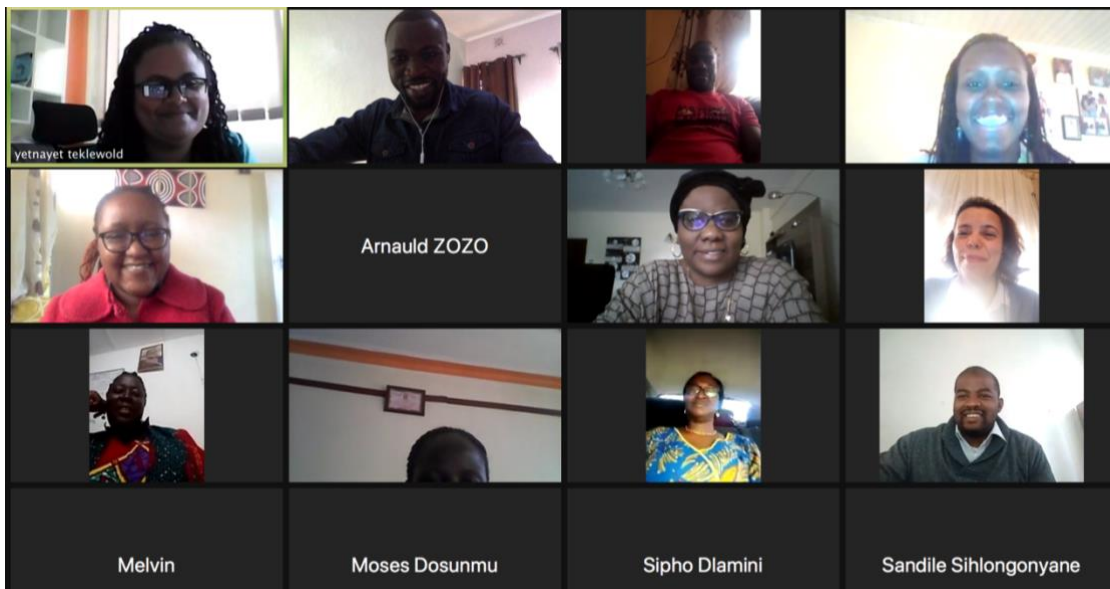 yetnayet teklewold
Arnauld ZOZO
Melvin
Moses Dosunmu
Sipho Dlamini
Sandile Sihlongonyane